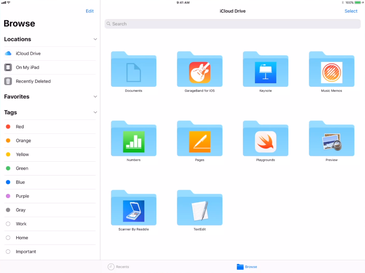 9:41 AM
100%
Edit
Browse
Locations
iCloud Drive
On My iPad
Recently Deleted
Favorites
Tags
Red
Orange
Yellow
Green
Blue
Purple
Gray
Work
Home
Important
iCloud Drive
Select
Search
Documents
GarageBand for iOS
Keynote
Music Memos
Numbers
Pages
Playgrounds
Preview
Scanner By Readdle
TextEdit
Recents
Browse